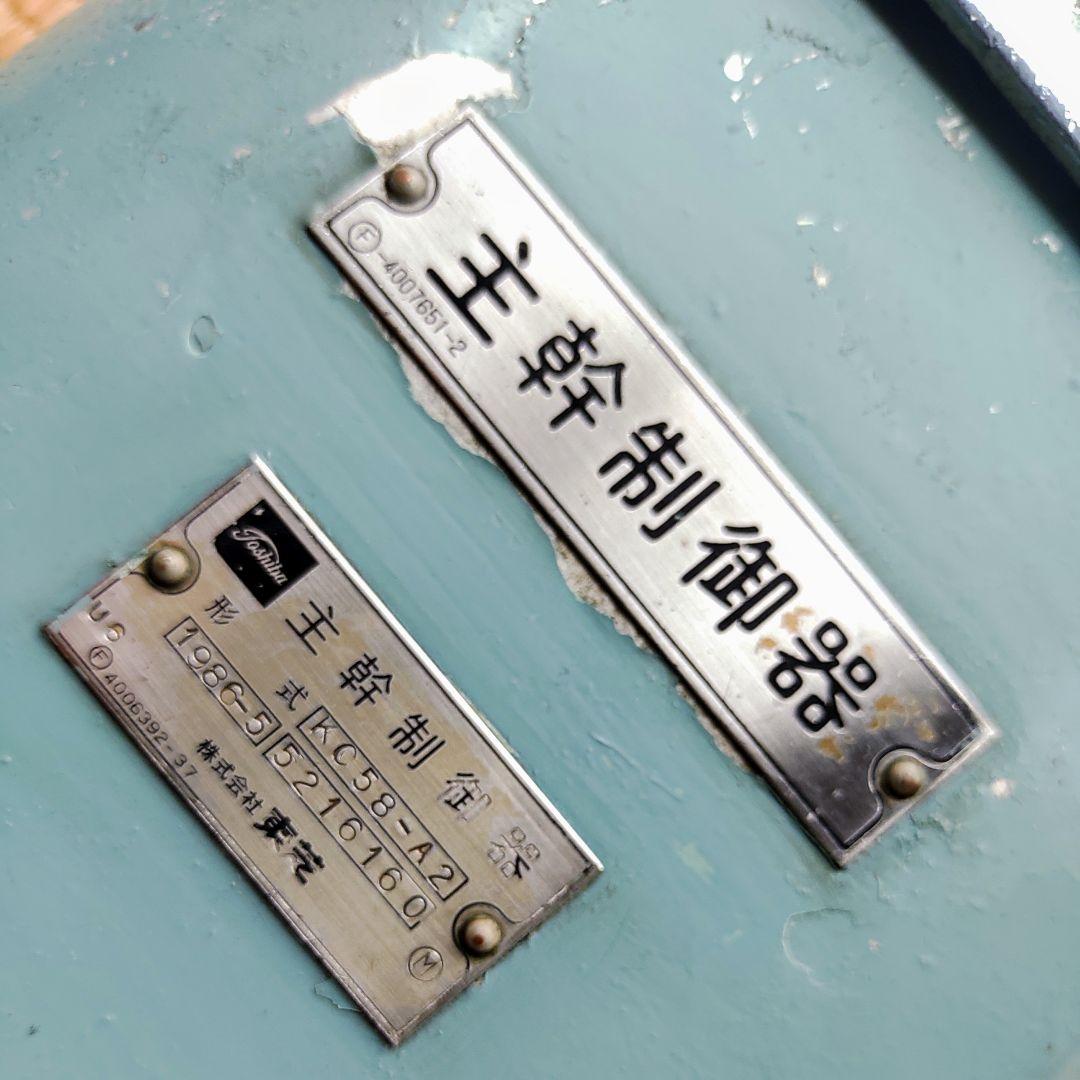 主幹制御器
Ⓕ-4007651-2
Toshiba
主幹制御器
形式 KC58-A2
1986-5 5216160
US
Ⓕ4006392-37
株式会社 東芝
Ⓜ